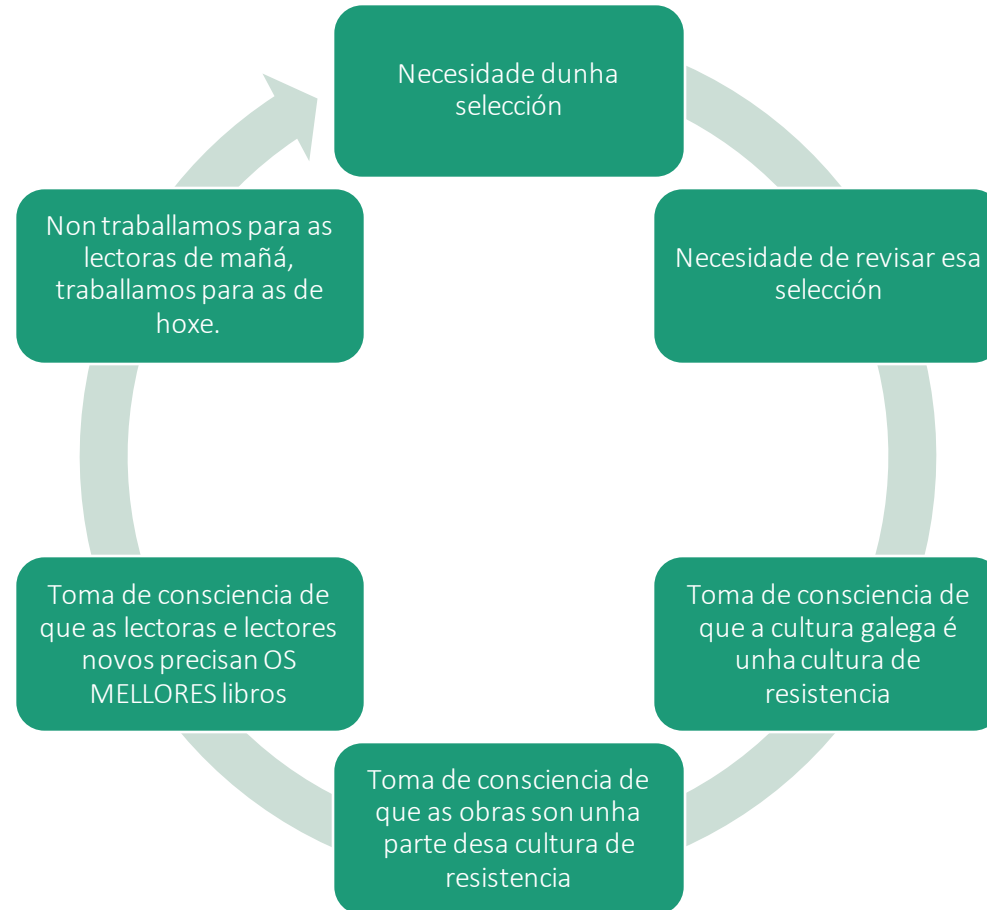 Necesidade dunha
selección
Necesidade de revisar esa
selección
Toma de consciencia de
que a cultura galega é
unha cultura de
resistencia
Toma de consciencia de
que as obras son unha
parte desa cultura de
resistencia
Toma de consciencia de
que as lectoras e lectores
novos precisan OS
MELLORES libros
Non traballamos para as
lectoras de mañá,
traballamos para as de
hoxe.